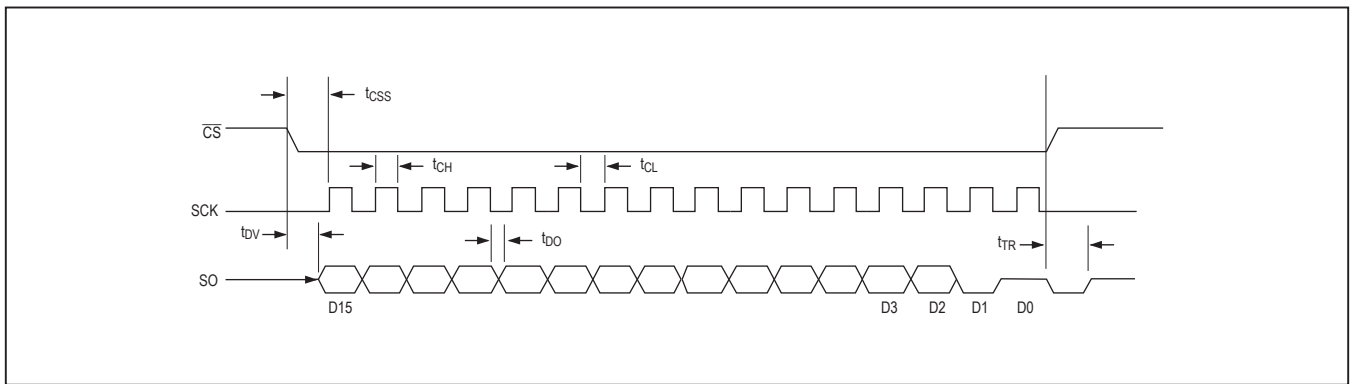 tCSS
CS
tCH
tCL
SCK
tDV
tDO
tTR
SO
D15
D3
D2
D1
D0